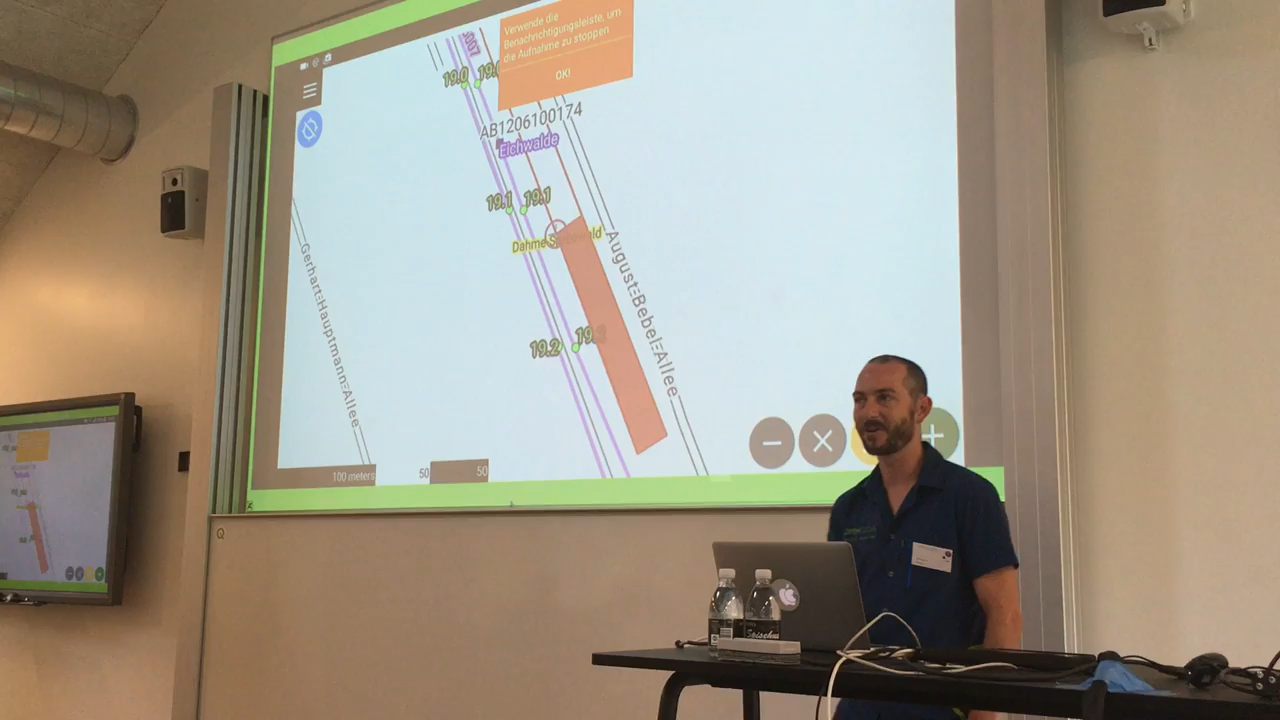 Verwende die
Benachrichtigungsleiste, um
die Aufnahme zu stoppen
OK!
19.0
AB1206100174
Eichwalde
19.1 19.1
Dahme
19.2
Gerhart-Hauptmann-Allee
August-Bebel-Allee
100 meters
50
50